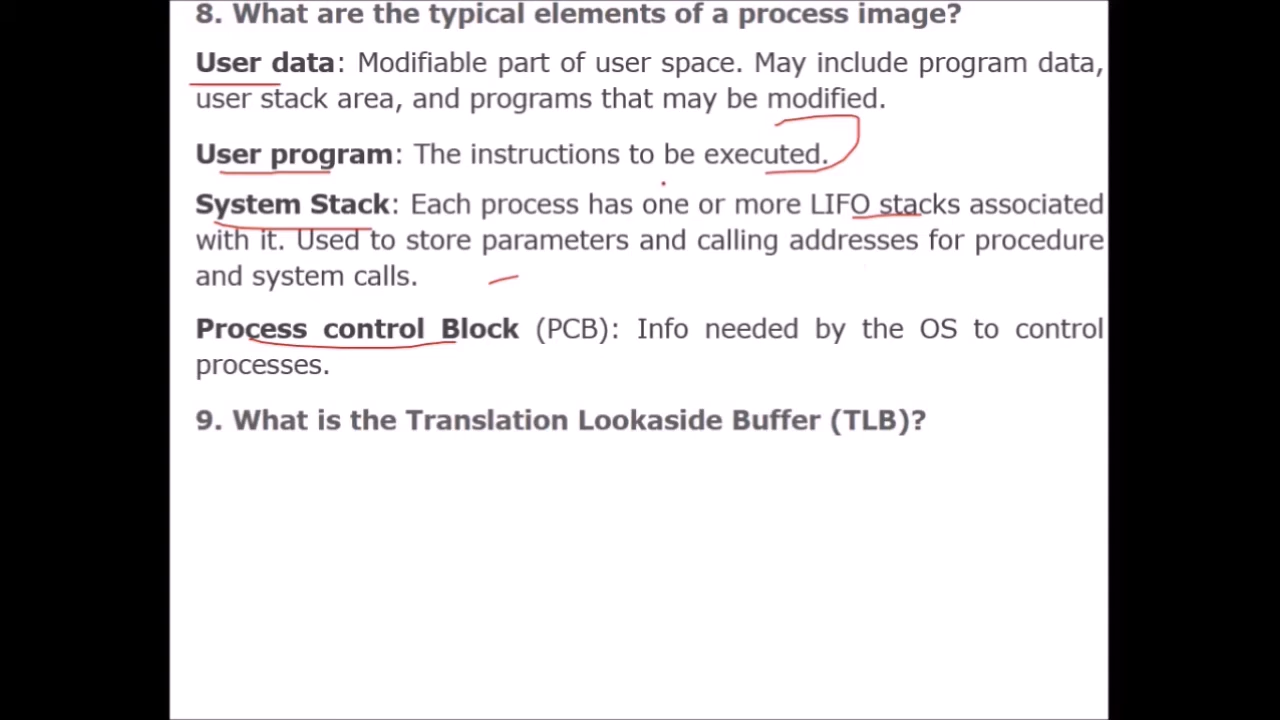 8. What are the typical elements of a process image?
User data: Modifiable part of user space. May include program data,
user stack area, and programs that may be modified.
User program: The instructions to be executed.
System Stack: Each process has one or more LIFO stacks associated
with it. Used to store parameters and calling addresses for procedure
and system calls.
Process control Block (PCB): Info needed by the OS to control
processes.
9. What is the Translation Lookaside Buffer (TLB)?